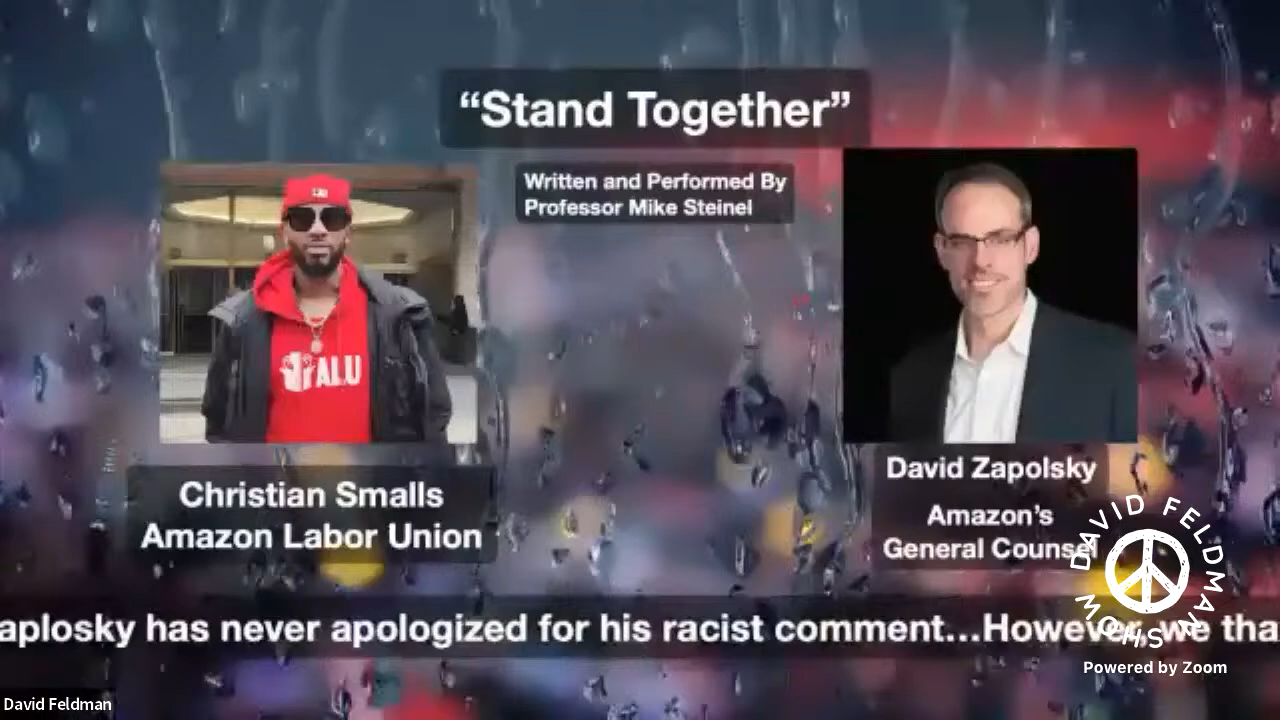 “Stand Together”
Written and Performed By
Professor Mike Steinel
ALU
Christian Smalls
Amazon Labor Union
David Zapolsky
Amazon’s
General Counsel
aplosky has never apologized for his racist comment...However, we tha
DAVID FELDMAN SHOW
Powered by Zoom
David Feldman